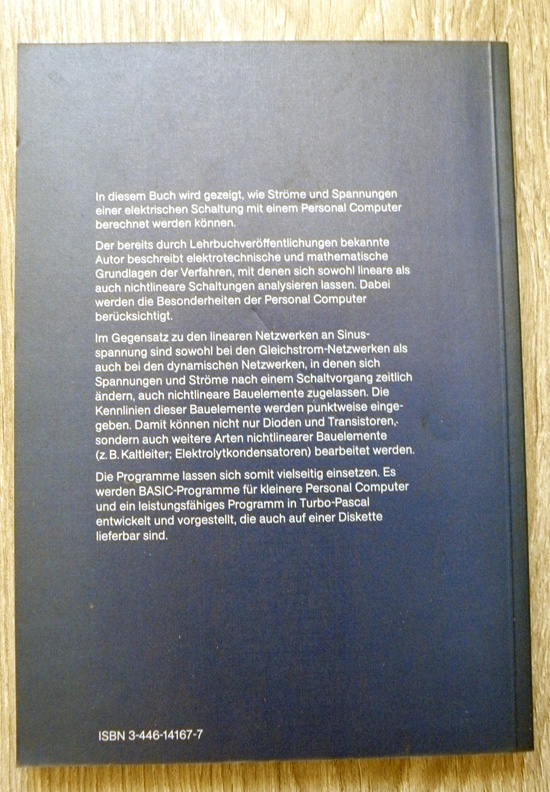 In diesem Buch wird gezeigt, wie Ströme und Spannungen
einer elektrischen Schaltung mit einem Personal Computer
berechnet werden können.
Der bereits durch Lehrbuchveröffentlichungen bekannte
Autor beschreibt elektrotechnische und mathematische
Grundlagen der Verfahren, mit denen sich sowohl lineare als
auch nichtlineare Schaltungen analysieren lassen. Dabei
werden die Besonderheiten der Personal Computer
berücksichtigt.
Im Gegensatz zu den linearen Netzwerken an Sinus-
spannung sind sowohl bei den Gleichstrom-Netzwerken als
auch bei den dynamischen Netzwerken, in denen sich
Spannungen und Ströme nach einem Schaltvorgang zeitlich
ändern, auch nichtlineare Bauelemente zugelassen. Die
Kennlinien dieser Bauelemente werden punktweise einge-
geben. Damit können nicht nur Dioden und Transistoren,
sondern auch weitere Arten nichtlinearer Bauelemente
(z. B. Kaltleiter; Elektrolytkondensatoren) bearbeitet werden.
Die Programme lassen sich somit vielseitig einsetzen. Es
werden BASIC-Programme für kleinere Personal Computer
und ein leistungsfähiges Programm in Turbo-Pascal
entwickelt und vorgestellt, die auch auf einer Diskette
lieferbar sind.
ISBN 3-446-14167-7